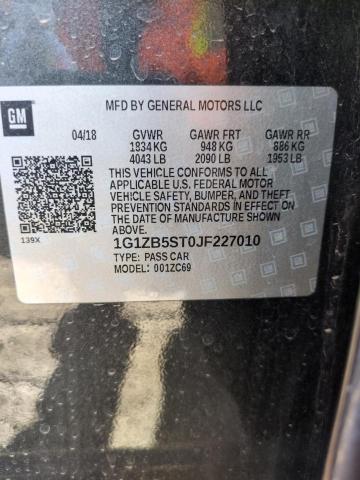 MFD BY GENERAL MOTORS LLC
GM
04/18 GVWR GAWR FRT GAWR RR
1834 KG 948 KG 886 KG
4043 LB 2090 LB 1953 LB
THIS VEHICLE CONFORMS TO ALL
APPLICABLE U.S. FEDERAL MOTOR
VEHICLE SAFETY, BUMPER, AND THEFT
PREVENTION STANDARDS IN EFFECT ON
THE DATE OF MANUFACTURE SHOWN
ABOVE.
139X
1G1ZB5ST0JF227010
TYPE: PASS CAR
MODEL: 001ZC69